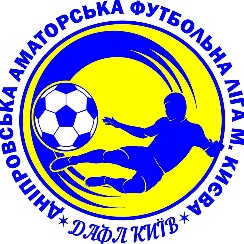 ДНІПРОВСЬКА АМАТОРСЬКА ФУТБОЛЬНА ЛІГА М. КИЄВА
ДАФЛ КИЇВ